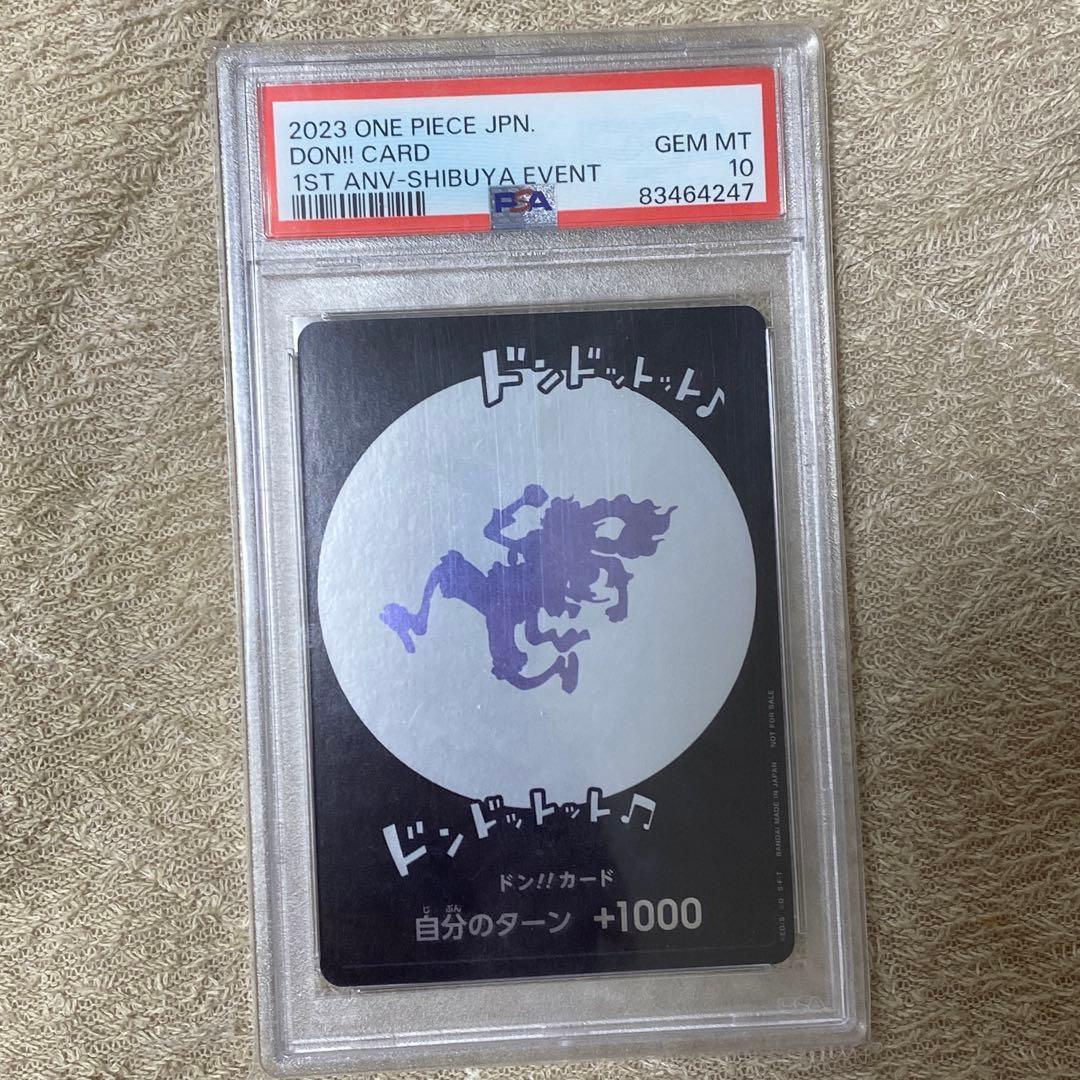 2023 ONE PIECE JPN.
DON!! CARD
1ST ANV-SHIBUYA EVENT
GEM MT
10
83464247
PSA
ドンドットット♪
ドンドットット♫
ドン!!カード
じ ぶん
自分のターン +1000
BANDAI MADE IN JAPAN NOT FOR SALE
PSA